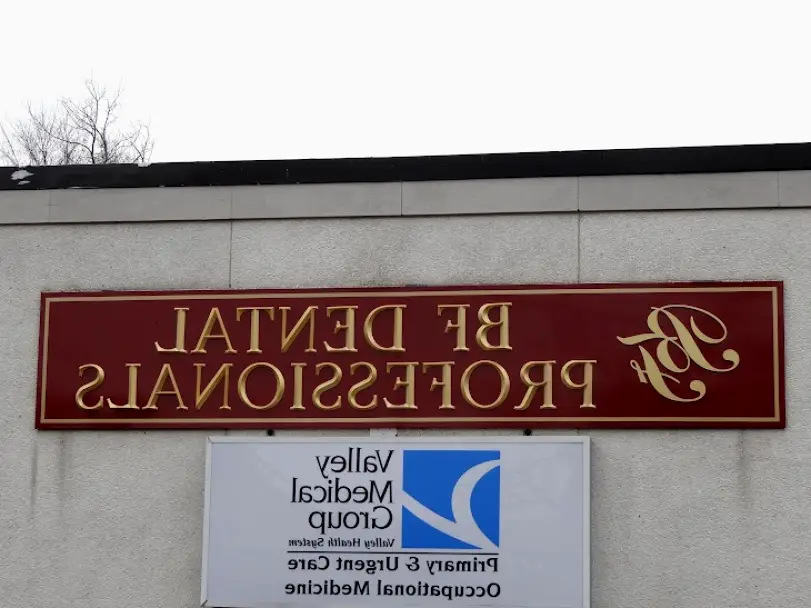 BF
BF DENTAL
PROFESSIONALS
Valley
Medical
Group
Valley Health System
Primary & Urgent Care
Occupational Medicine